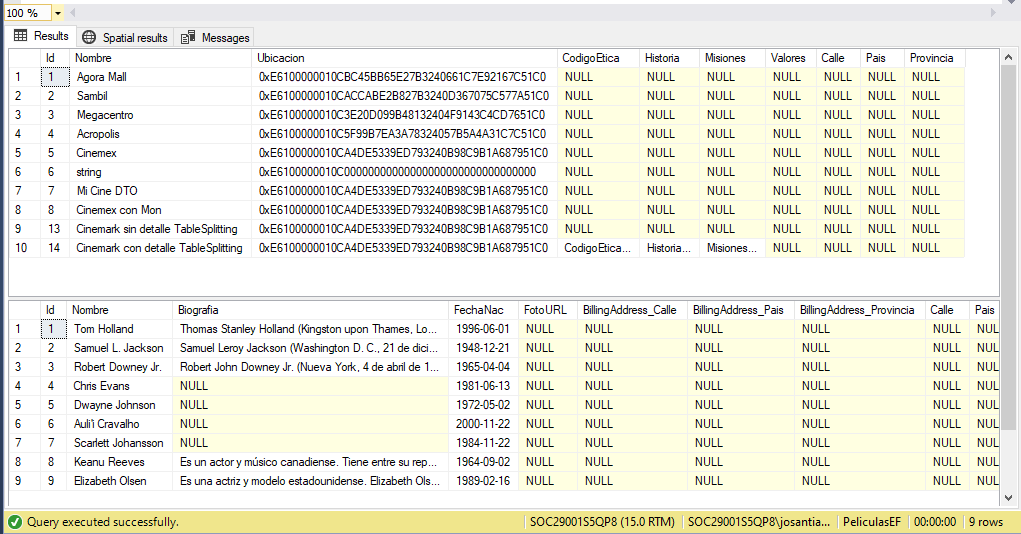 100 %
Results Spatial results Messages
Id Nombre Ubicacion CodigoEtica Historia Misiones Valores Calle Pais Provincia
1 1 Agora Mall 0xE6100000010CBC45BB65E27B3240661C7E92167C51C0 NULL NULL NULL NULL NULL NULL NULL
2 2 Sambil 0xE6100000010CACCABE2B827B3240D367075C577A51C0 NULL NULL NULL NULL NULL NULL NULL
3 3 Megacentro 0xE6100000010C3E20D099B48132404F9143C4CD7651C0 NULL NULL NULL NULL NULL NULL NULL
4 4 Acropolis 0xE6100000010C5F99B7EA3A78324057B5A4A31C7C51C0 NULL NULL NULL NULL NULL NULL NULL
5 5 Cinemex 0xE6100000010CA4DE5339ED793240B98C9B1A687951C0 NULL NULL NULL NULL NULL NULL NULL
6 6 string 0xE6100000010C00000000000000000000000000000000 NULL NULL NULL NULL NULL NULL NULL
7 7 Mi Cine DTO 0xE6100000010CA4DE5339ED793240B98C9B1A687951C0 NULL NULL NULL NULL NULL NULL NULL
8 8 Cinemex con Mon 0xE6100000010CA4DE5339ED793240B98C9B1A687951C0 NULL NULL NULL NULL NULL NULL NULL
9 13 Cinemark sin detalle TableSplitting 0xE6100000010CA4DE5339ED793240B98C9B1A687951C0 NULL NULL NULL NULL NULL NULL NULL
10 14 Cinemark con detalle TableSplitting 0xE6100000010CA4DE5339ED793240B98C9B1A687951C0 CodigoEtica... Historia... Misiones... NULL NULL NULL NULL
Id Nombre Biografia FechaNac FotoURL BillingAddress_Calle BillingAddress_Pais BillingAddress_Provincia Calle Pais
1 1 Tom Holland Thomas Stanley Holland (Kingston upon Thames, Lo... 1996-06-01 NULL NULL NULL NULL NULL NULL
2 2 Samuel L. Jackson Samuel Leroy Jackson (Washington D. C., 21 de dici... 1948-12-21 NULL NULL NULL NULL NULL NULL
3 3 Robert Downey Jr. Robert John Downey Jr. (Nueva York, 4 de abril de 1... 1965-04-04 NULL NULL NULL NULL NULL NULL
4 4 Chris Evans NULL 1981-06-13 NULL NULL NULL NULL NULL NULL
5 5 Dwayne Johnson NULL 1972-05-02 NULL NULL NULL NULL NULL NULL
6 6 Auli'i Cravalho NULL 2000-11-22 NULL NULL NULL NULL NULL NULL
7 7 Scarlett Johansson NULL 1984-11-22 NULL NULL NULL NULL NULL NULL
8 8 Keanu Reeves Es un actor y músico canadiense. Tiene entre su rep... 1964-09-02 NULL NULL NULL NULL NULL NULL
9 9 Elizabeth Olsen Es una actriz y modelo estadounidense. Elizabeth Ols... 1989-02-16 NULL NULL NULL NULL NULL NULL
Query executed successfully. SOC29001S5QP8 (15.0 RTM) SOC29001S5QP8\josantia... PeliculasEF 00:00:00 9 rows